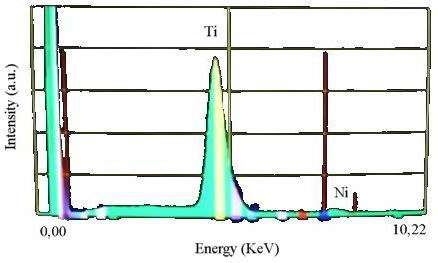 Ti
Intensity (a.u.)
Ni
0,00
10,22
Energy (KeV)